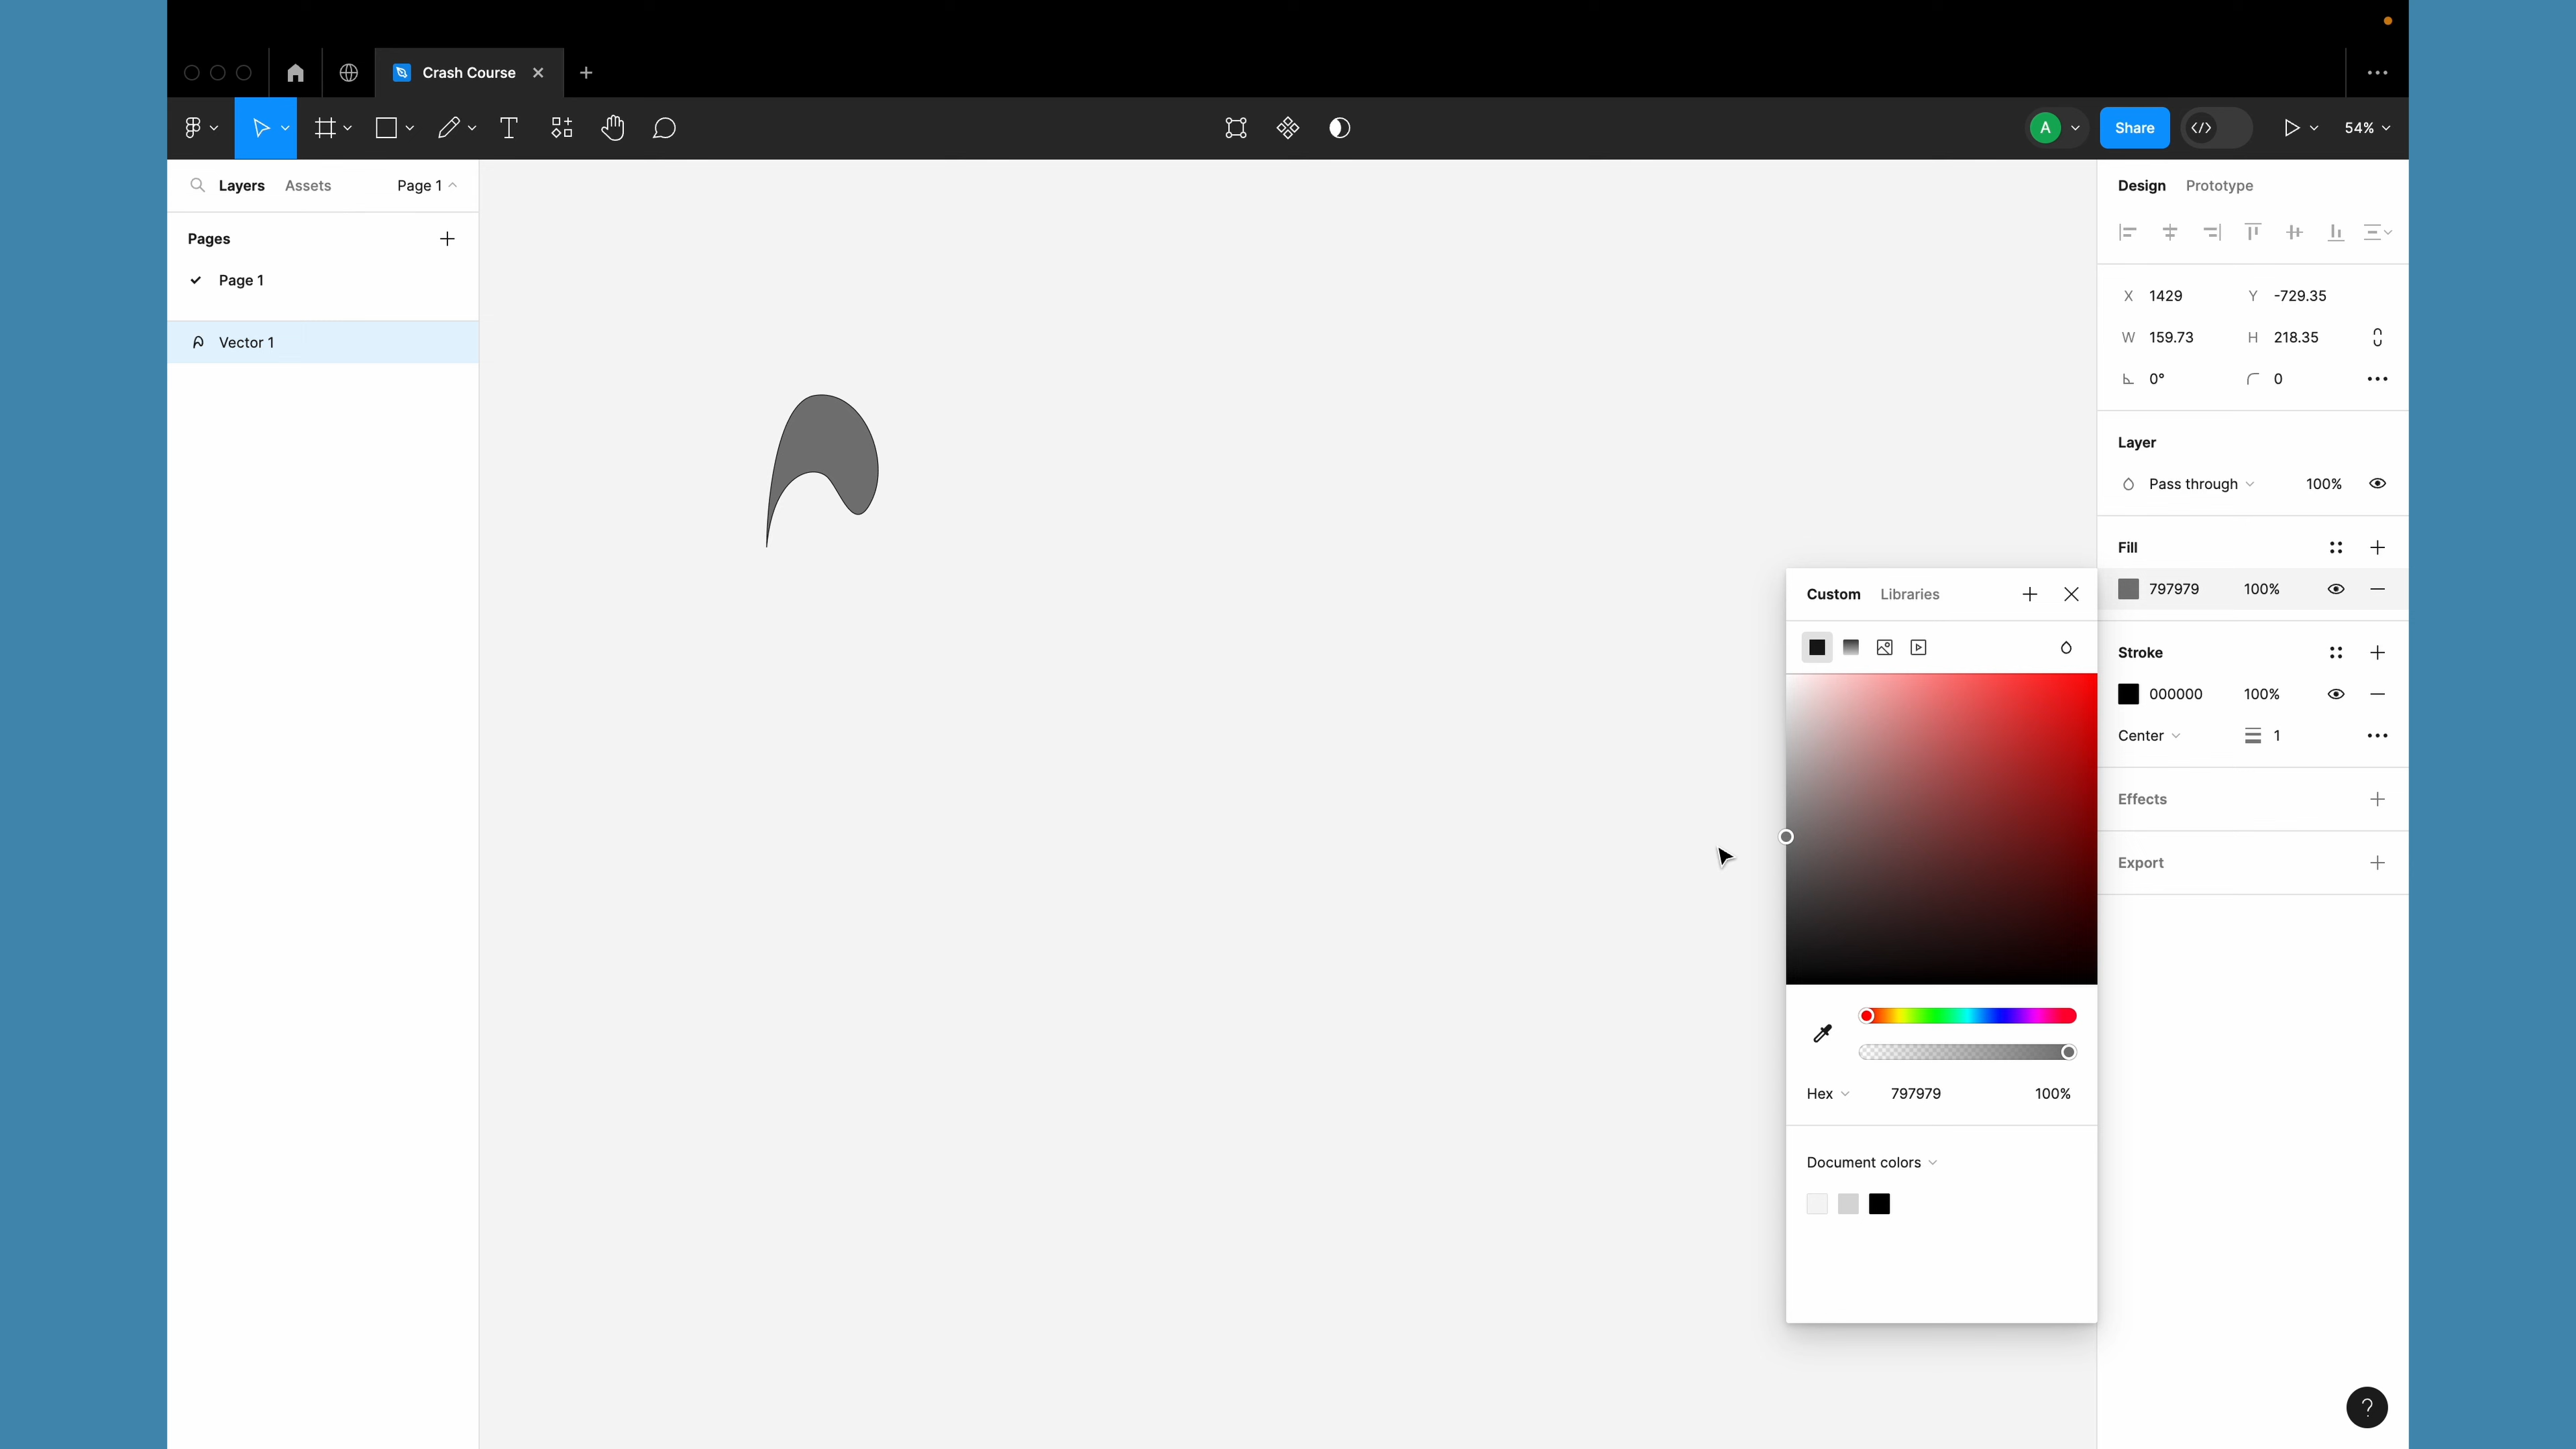 Crash Course
A
Share
54%
Layers Assets Page 1
Pages
Page 1
Vector 1
Design Prototype
X 1429 Y -729.35
W 159.73 H 218.35
0° 0
Layer
Pass through 100%
Fill
797979 100%
Stroke
000000 100%
Center 1
Effects
Export
Custom Libraries
Hex 797979 100%
Document colors
?